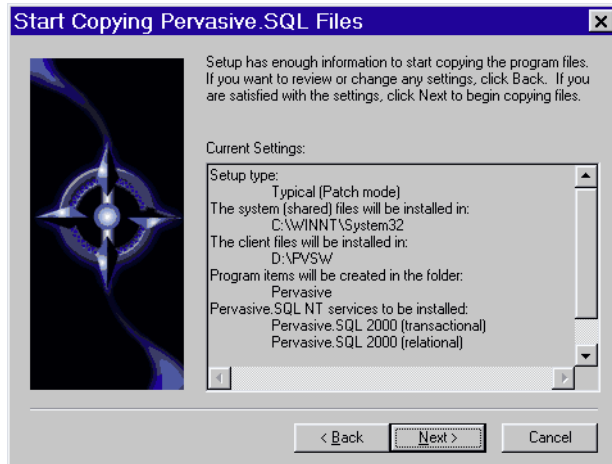 Start Copying Pervasive.SQL Files
Setup has enough information to start copying the program files.
If you want to review or change any settings, click Back. If you
are satisfied with the settings, click Next to begin copying files.
Current Settings:
Setup type:
Typical (Patch mode)
The system (shared) files will be installed in:
C:\WINNT\System32
The client files will be installed in:
D:\PVSW
Program items will be created in the folder:
Pervasive
Pervasive.SQL NT services to be installed:
Pervasive.SQL 2000 (transactional)
Pervasive.SQL 2000 (relational)
< Back Next > Cancel